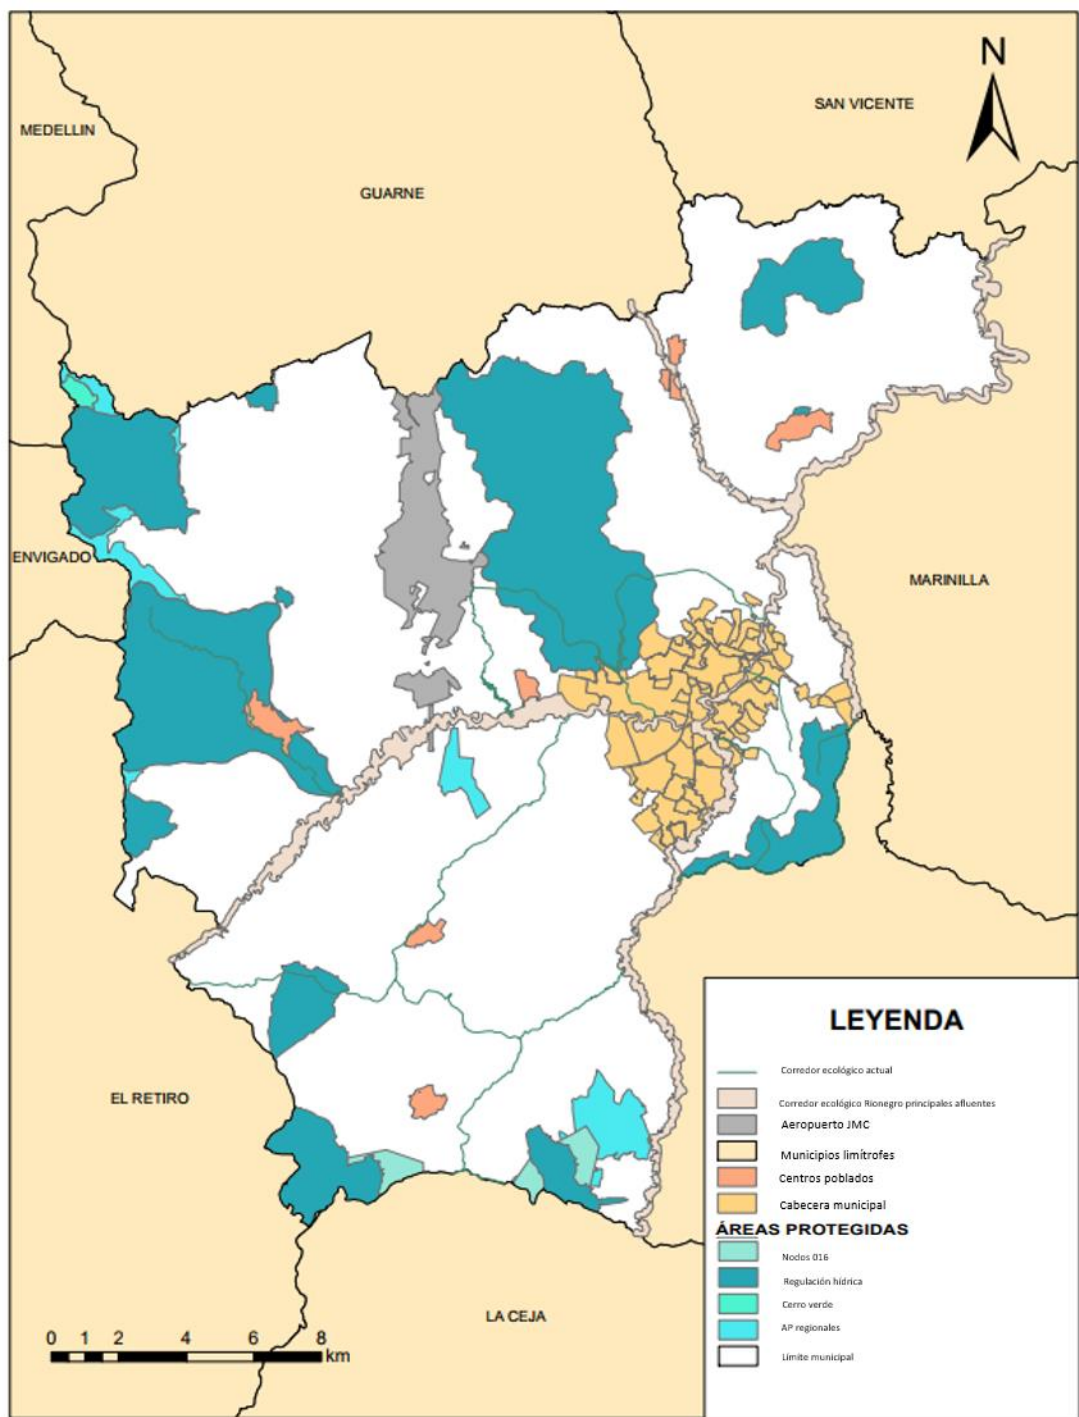 N
SAN VICENTE
MEDELLIN
GUARNE
ENVIGADO
MARINILLA
EL RETIRO
LA CEJA
0 1 2 4 6 8
km
LEYENDA
Corredor ecológico actual
Corredor ecológico Rionegro principales afluentes
Aeropuerto JMC
Municipios limítrofes
Centros poblados
Cabecera municipal
ÁREAS PROTEGIDAS
Nodos 016
Regulación hídrica
Cerro verde
AP regionales
Límite municipal